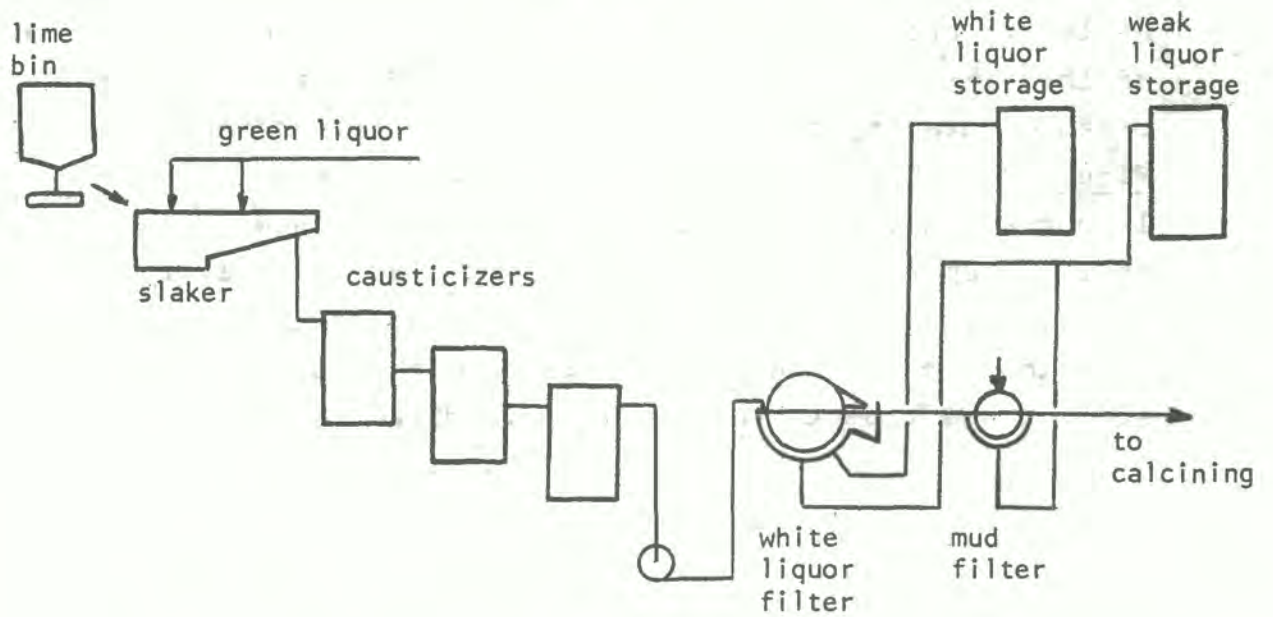 lime
bin
green liquor
slaker
causticizers
white
liquor
storage
weak
liquor
storage
white
liquor
filter
mud
filter
to
calcining